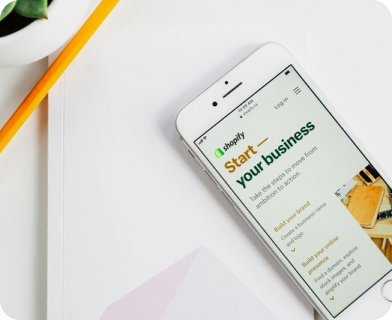 shopify
Log in
Start —
your business
Take the steps to move from
ambition to action.
Build your brand
Create a business name
and logo
Build your online
presence
Find a domain, explore
stock images, and
amplify your brand